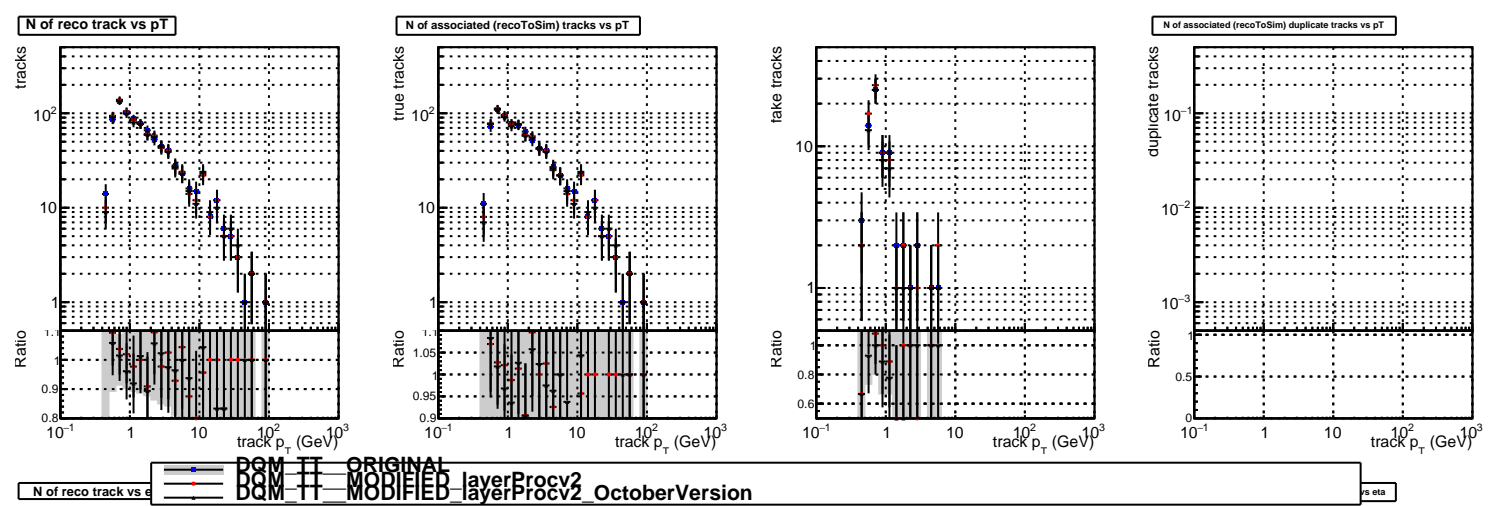 N of reco track vs pT
N of associated (recoToSim) tracks vs pT
N of associated (recoToSim) duplicate tracks vs pT
tracks
10²
10
1
Ratio
1.1
1
0.9
0.8
10⁻¹ 1 10 10² 10³
track p_T (GeV)
true tracks
10²
10
1
Ratio
1.1
1.05
1
0.95
0.9
10⁻¹ 1 10 10² 10³
track p_T (GeV)
fake tracks
10
1
Ratio
1
0.8
0.6
10⁻¹ 1 10 10² 10³
track p_T (GeV)
duplicate tracks
10⁻¹
10⁻²
10⁻³
Ratio
1
0.5
0
10⁻¹ 1 10 10² 10³
track p_T (GeV)
DQM_TT__ORIGINAL
DQM_TT__MODIFIED_layerProcv2
DQM_TT__MODIFIED_layerProcv2_OctoberVersion
N of reco track vs e
vs eta